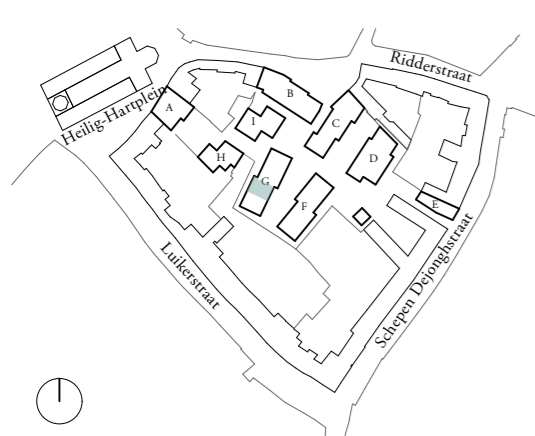 Ridderstraat
Heilig-Hartplein
A
B
I
C
H
G
D
F
E
Luikerstraat
Schepen Dejonghstraat